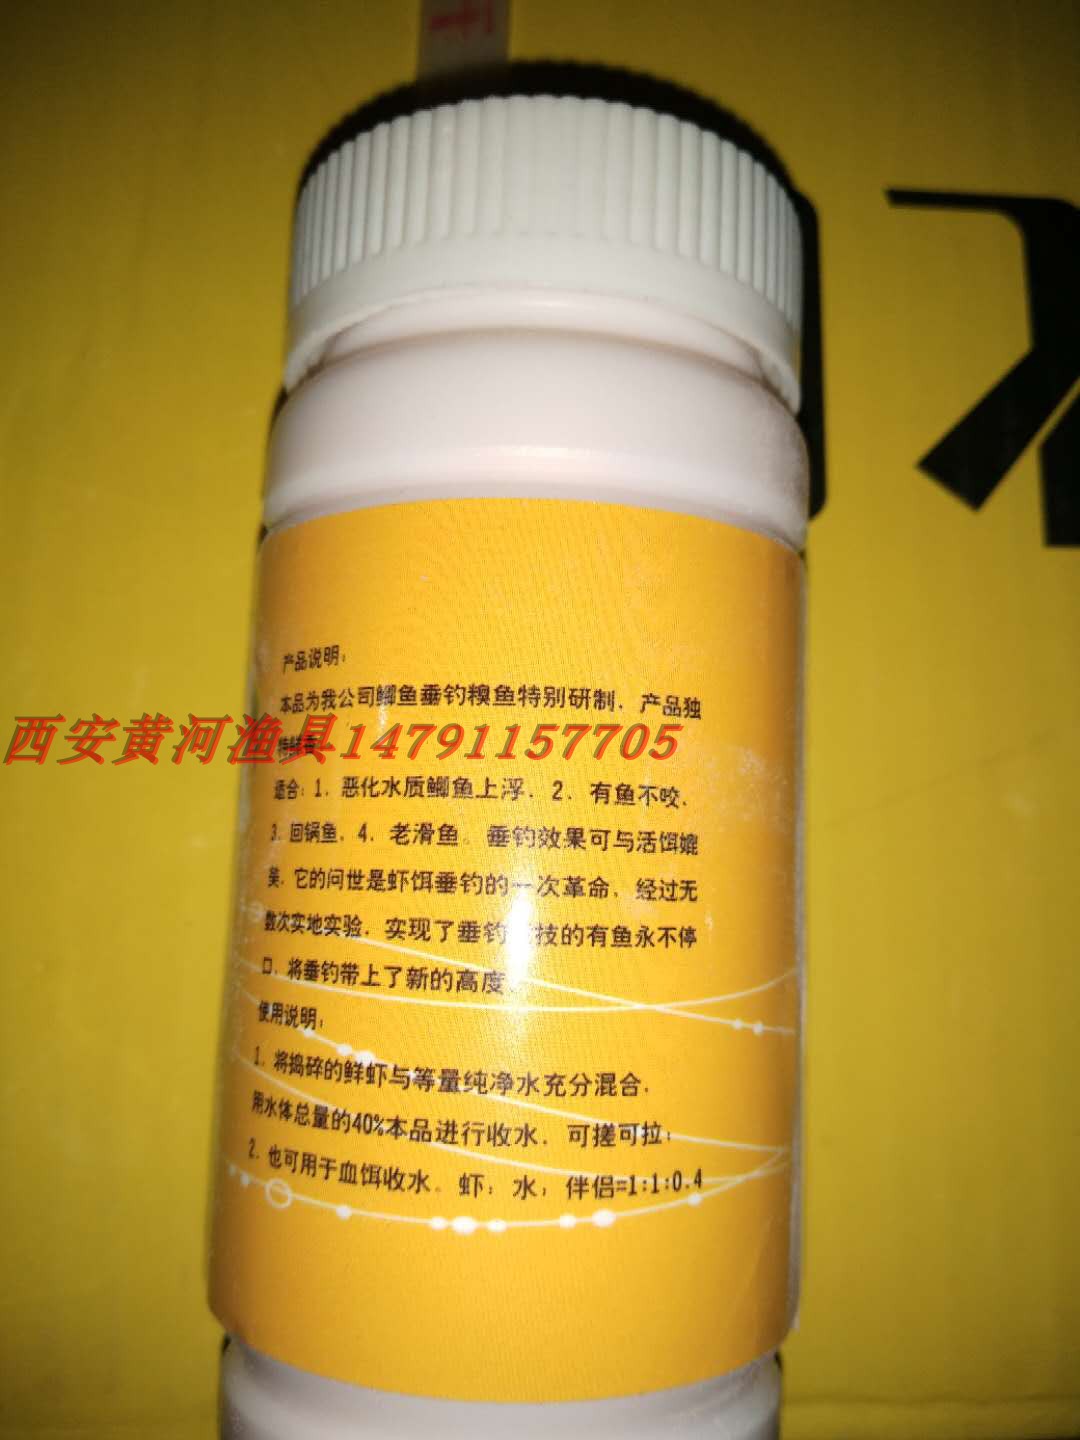 产品说明：
本品为我公司鲫鱼垂钓糗鱼特别研制．产品独
西安黄河渔具14791157705
适合：1．恶化水质鲫鱼上浮．2．有鱼不咬、
3．回锅鱼．4．老滑鱼。垂钓效果可与活饵媲
美．它的问世是虾饵垂钓的一次革命．经过无
数次实地实验．实现了垂钓 技的有鱼永不停
口．将垂钓带上了新的高度。
使用说明：
1．将捣碎的鲜虾与等量纯净水充分混合．
用水体总量的40%本品进行收水．可搓可拉；
2．也可用于血饵收水。虾：水：伴侣=1:1:0.4